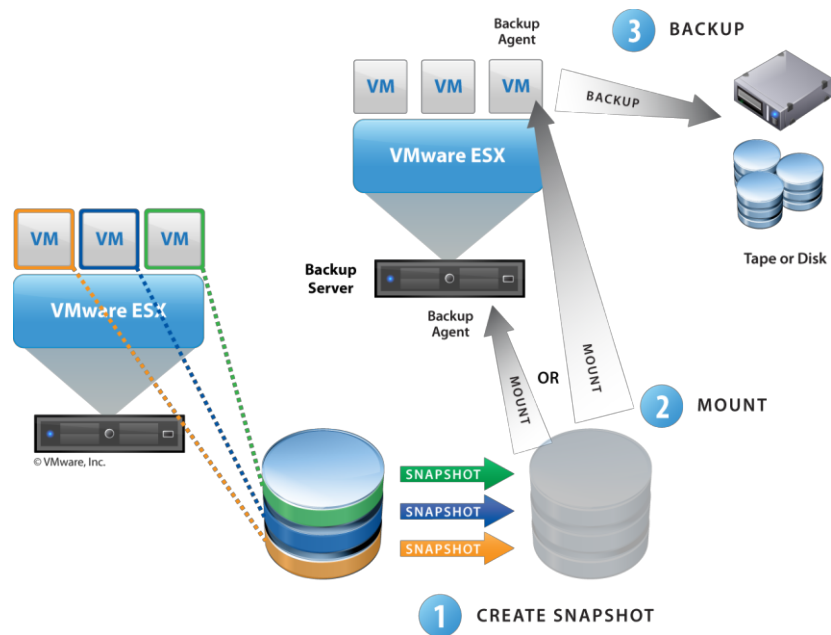 Backup
Agent
3 BACKUP
VM
VM
VM
BACKUP
VMware ESX
Tape or Disk
VM
VM
VM
VMware ESX
Backup
Server
Backup
Agent
MOUNT
OR
MOUNT
2 MOUNT
© VMware, Inc.
SNAPSHOT
SNAPSHOT
SNAPSHOT
1 CREATE SNAPSHOT